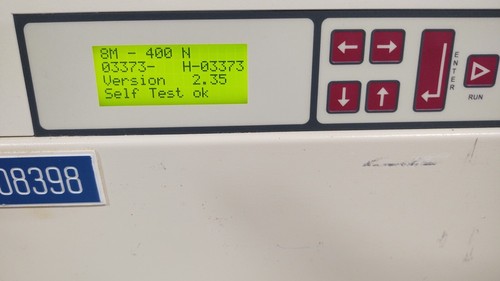 8M - 400 N
03373- H-03373
Version 2.35
Self Test ok
ENTER
RUN
08398